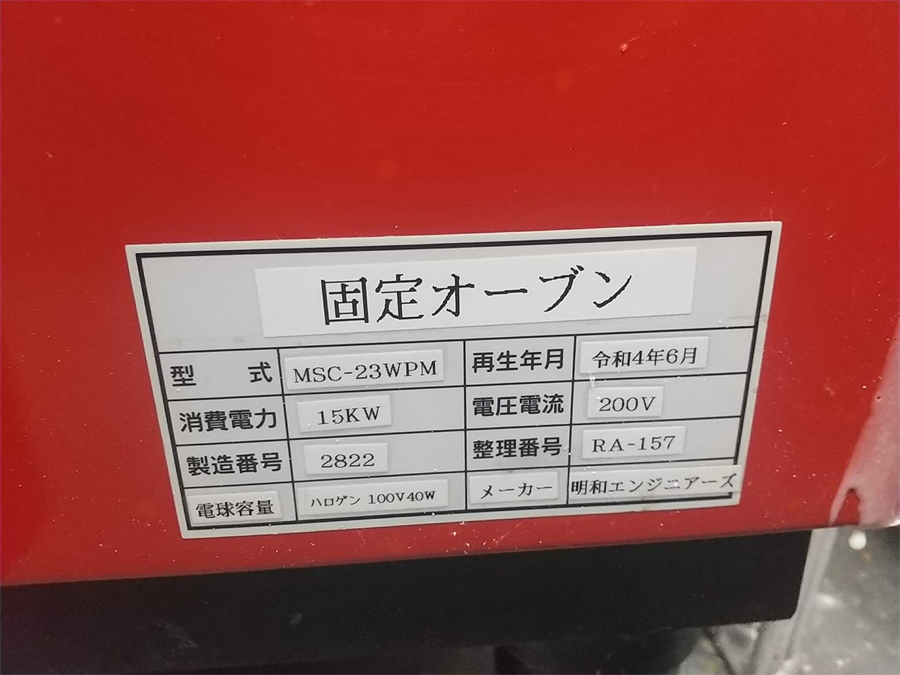 固定オーブン
型 式 MSC-23WPM 再生年月 令和4年6月
消費電力 15KW 電圧電流 200V
製造番号 2822 整理番号 RA-157
電球容量 ハロゲン 100V40W メーカー 明和エンジニアーズ